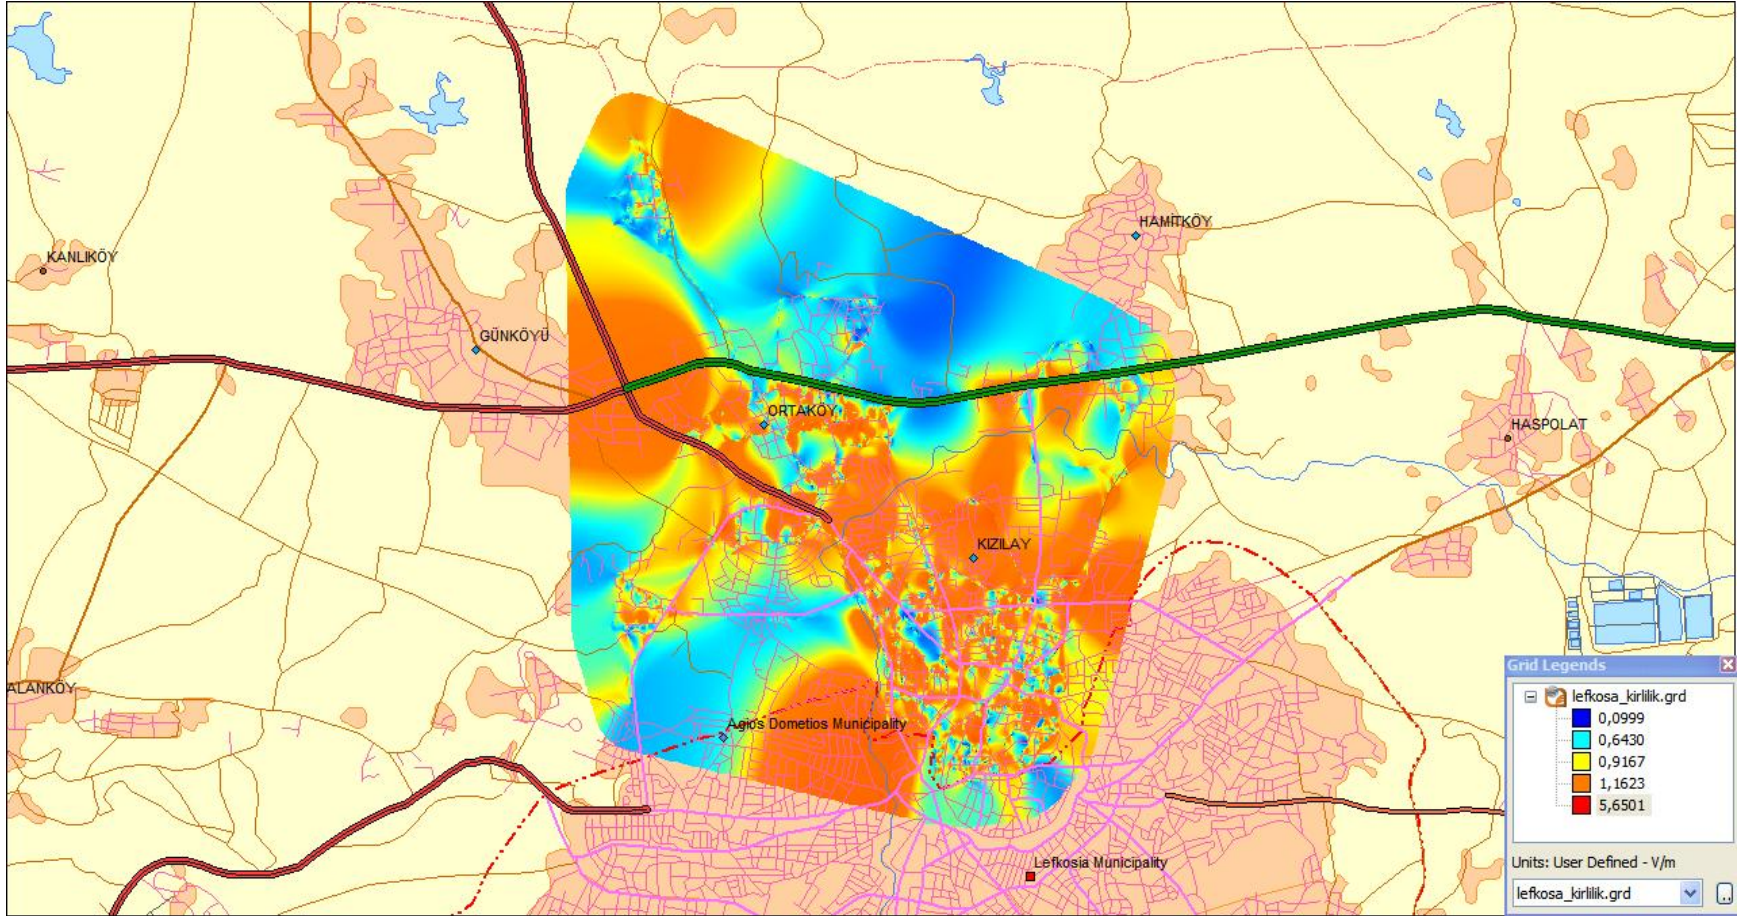 HAMİTKÖY
KANLIKÖY
GÜNKÖYÜ
ORTAKÖY
HASPOLAT
KIZILAY
ALANKÖY
Agios Dometios Municipality
Lefkosia Municipality
Grid Legends
lefkosa_kirlilik.grd
0,0999
0,6430
0,9167
1,1623
5,6501
Units: User Defined - V/m
lefkosa_kirlilik.grd
..